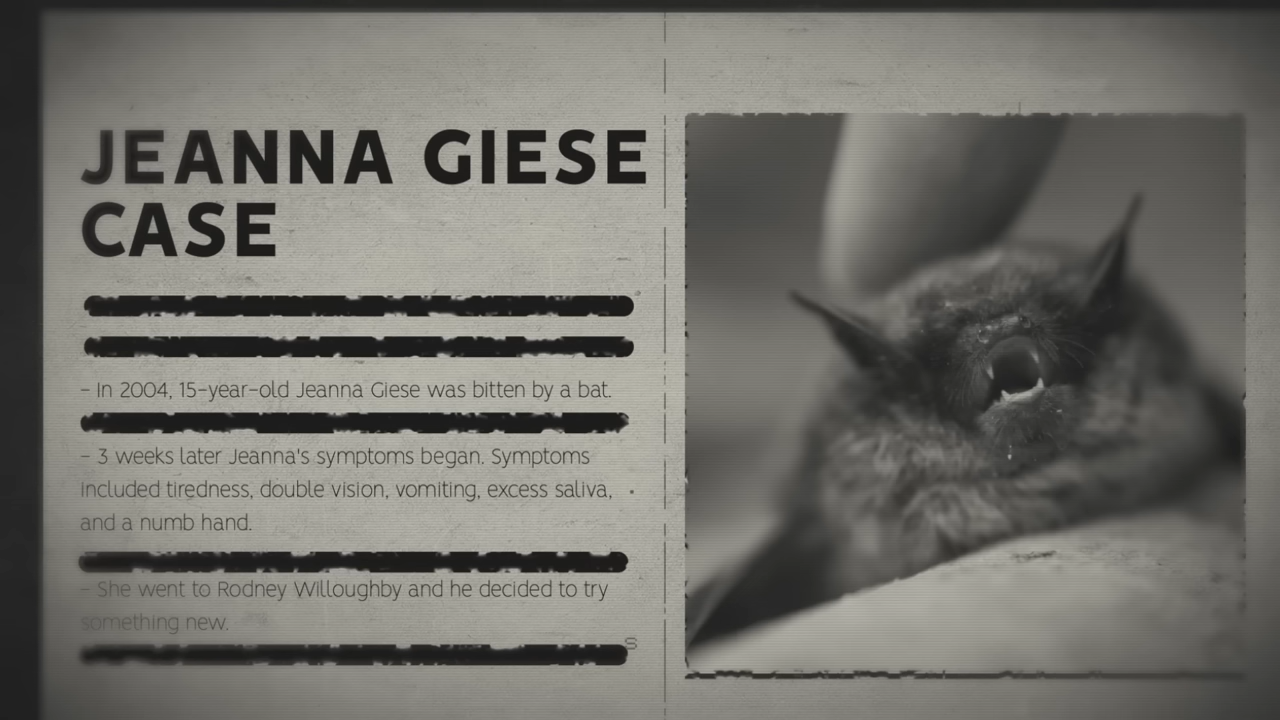 JEANNA GIESE
CASE
– In 2004, 15–year–old Jeanna Giese was bitten by a bat.
– 3 weeks later Jeanna's symptoms began. Symptoms
included tiredness, double vision, vomiting, excess saliva,
and a numb hand.
– She went to Rodney Willoughby and he decided to try
something new.